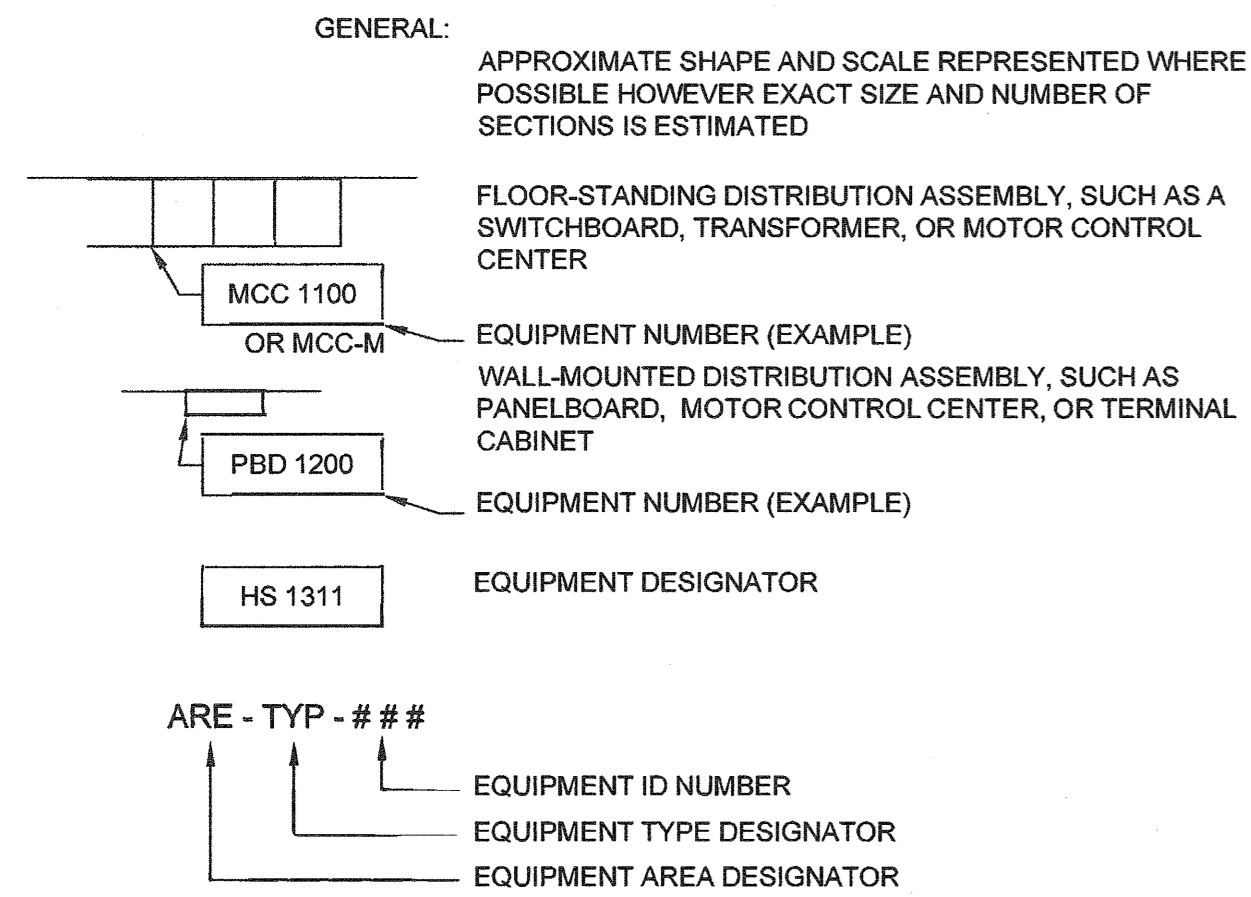 GENERAL:
APPROXIMATE SHAPE AND SCALE REPRESENTED WHERE
POSSIBLE HOWEVER EXACT SIZE AND NUMBER OF
SECTIONS IS ESTIMATED
FLOOR-STANDING DISTRIBUTION ASSEMBLY, SUCH AS A
SWITCHBOARD, TRANSFORMER, OR MOTOR CONTROL
CENTER
MCC 1100
OR MCC-M
EQUIPMENT NUMBER (EXAMPLE)
WALL-MOUNTED DISTRIBUTION ASSEMBLY, SUCH AS
PANELBOARD, MOTOR CONTROL CENTER, OR TERMINAL
CABINET
PBD 1200
EQUIPMENT NUMBER (EXAMPLE)
HS 1311
EQUIPMENT DESIGNATOR
ARE - TYP - # # #
EQUIPMENT ID NUMBER
EQUIPMENT TYPE DESIGNATOR
EQUIPMENT AREA DESIGNATOR